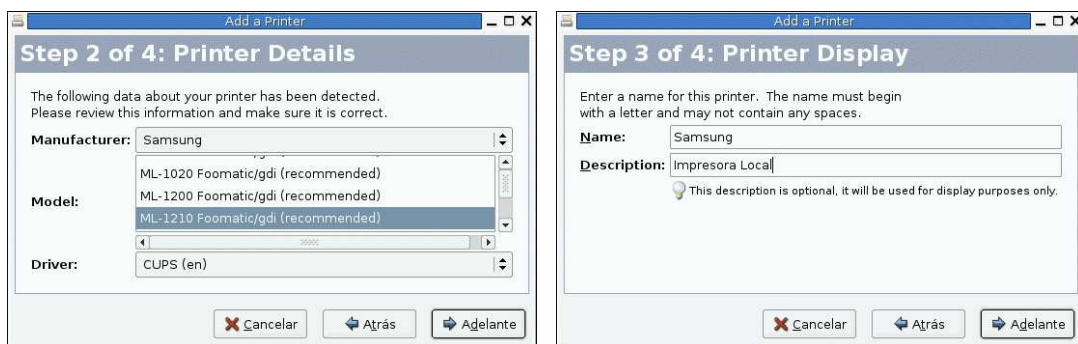 Add a Printer
Step 2 of 4: Printer Details
The following data about your printer has been detected.
Please review this information and make sure it is correct.
Manufacturer: Samsung
Model:
ML-1020 Foomatic/gdi (recommended)
ML-1200 Foomatic/gdi (recommended)
ML-1210 Foomatic/gdi (recommended)
Driver: CUPS (en)
Cancelar Atrás Adelante
Add a Printer
Step 3 of 4: Printer Display
Enter a name for this printer. The name must begin
with a letter and may not contain any spaces.
Name: Samsung
Description: Impresora Local
This description is optional, it will be used for display purposes only.
Cancelar Atrás Adelante